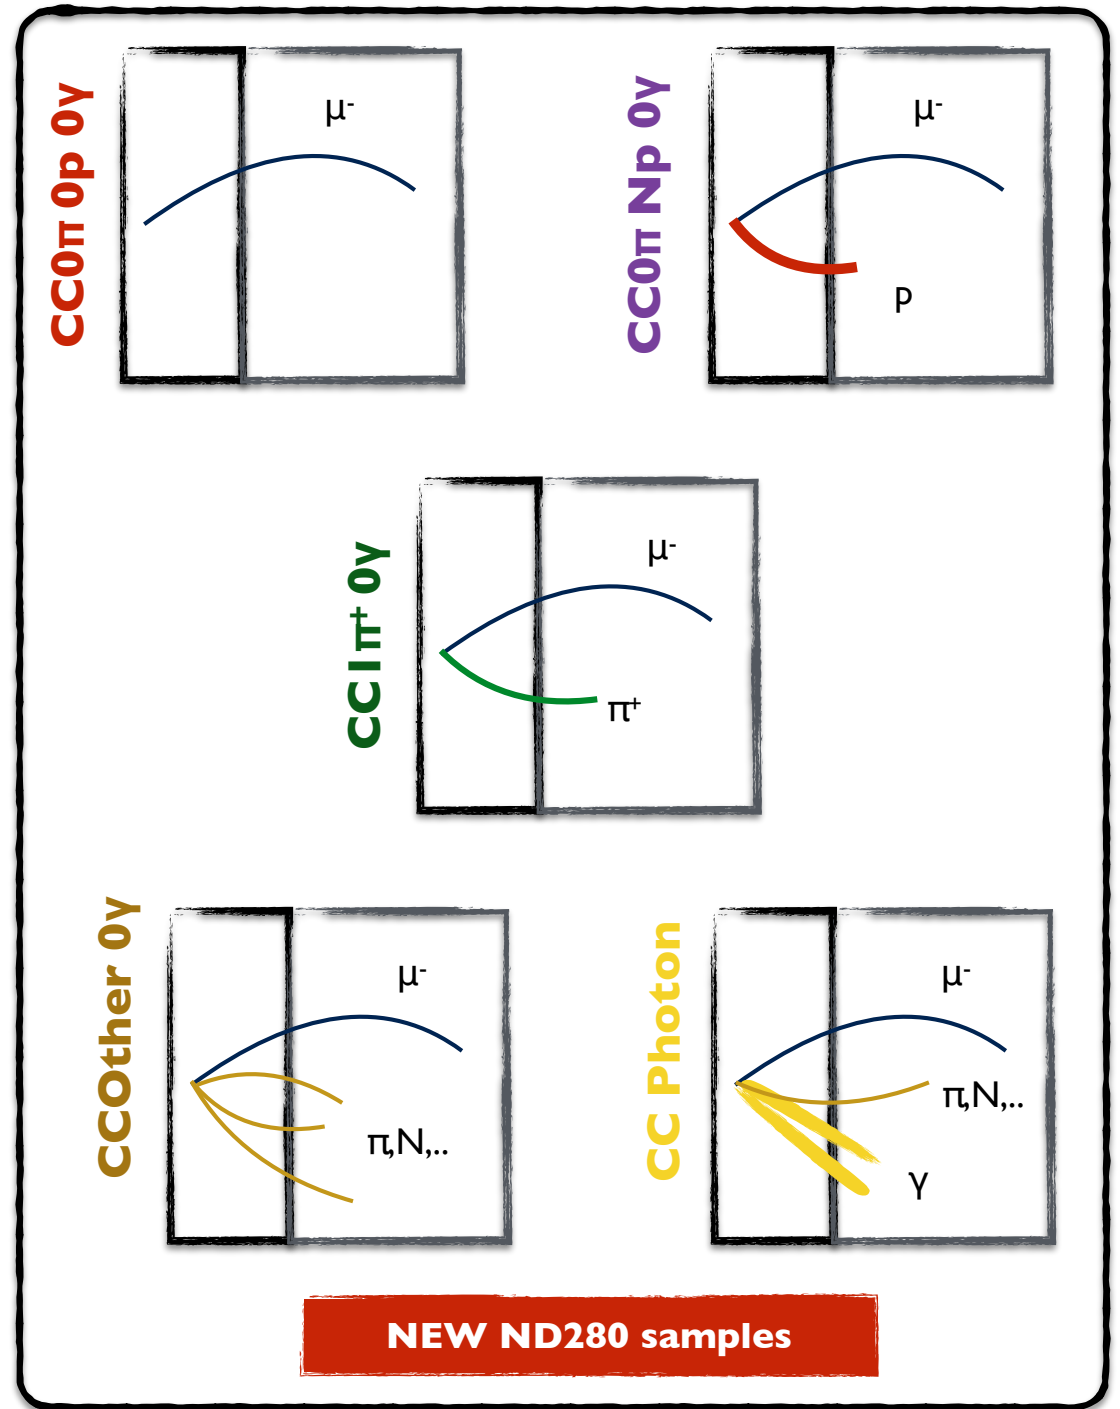 CC0π 0p 0γ
μ-
CC0π Np 0γ
μ-
p
CC1π+ 0γ
μ-
π+
CCOther 0γ
μ-
π,N,..
CC Photon
μ-
π,N,..
γ
NEW ND280 samples